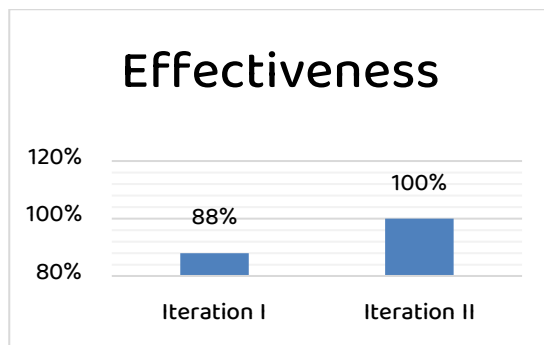 Effectiveness
120%
100%
100%
88%
80%
Iteration I
Iteration II